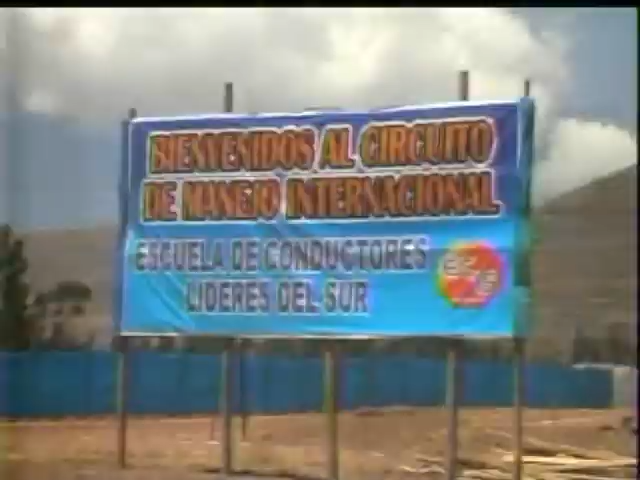 BIENVENIDOS AL CIRCUITO
DE MANEJO INTERNACIONAL
ESCUELA DE CONDUCTORES
LIDERES DEL SUR